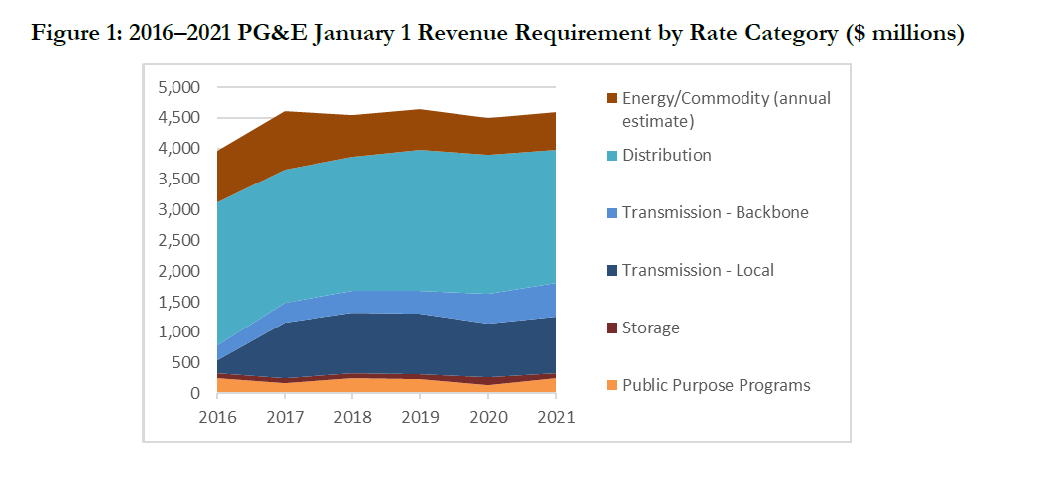 Figure 1: 2016–2021 PG&E January 1 Revenue Requirement by Rate Category ($ millions)
5,000
4,500
4,000
3,500
3,000
2,500
2,000
1,500
1,000
500
0
2016 2017 2018 2019 2020 2021
Energy/Commodity (annual
estimate)
Distribution
Transmission - Backbone
Transmission - Local
Storage
Public Purpose Programs